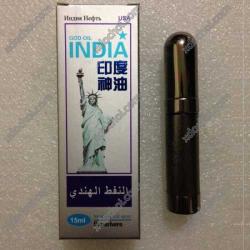 Индия Нефть
USA
GOD OIL
INDIA
印度
神油
النفط الهندي
15ml